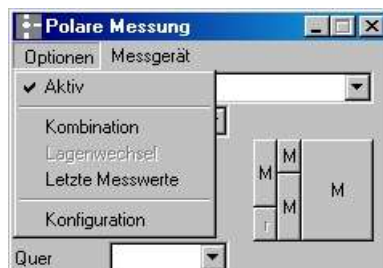 Polare Messung
Optionen Messgerät
Aktiv
Kombination
Lagenwechsel
Letzte Messwerte
Konfiguration
M
M
M
M
r
Quer